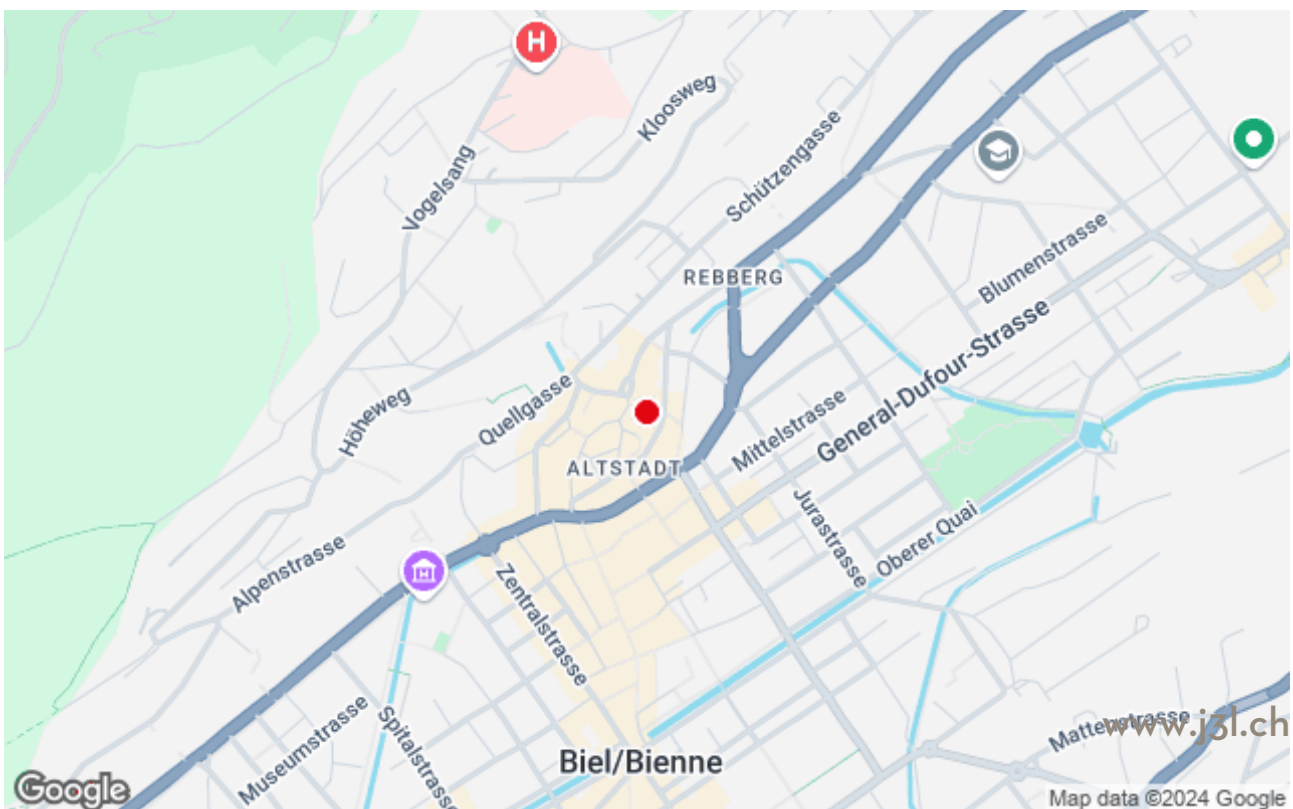 H
Kloosweg
Vogelsang
Schützengasse
Blumenstrasse
REBBERG
General-Dufour-Strasse
Höheweg
Quellgasse
Mittelstrasse
ALTSTADT
Jurastrasse
Oberer Quai
Alpenstrasse
Zentralstrasse
Museumstrasse
Spitalstrasse
Mattenstrasse
www.j3l.ch
Biel/Bienne
Google
Map data ©2024 Google